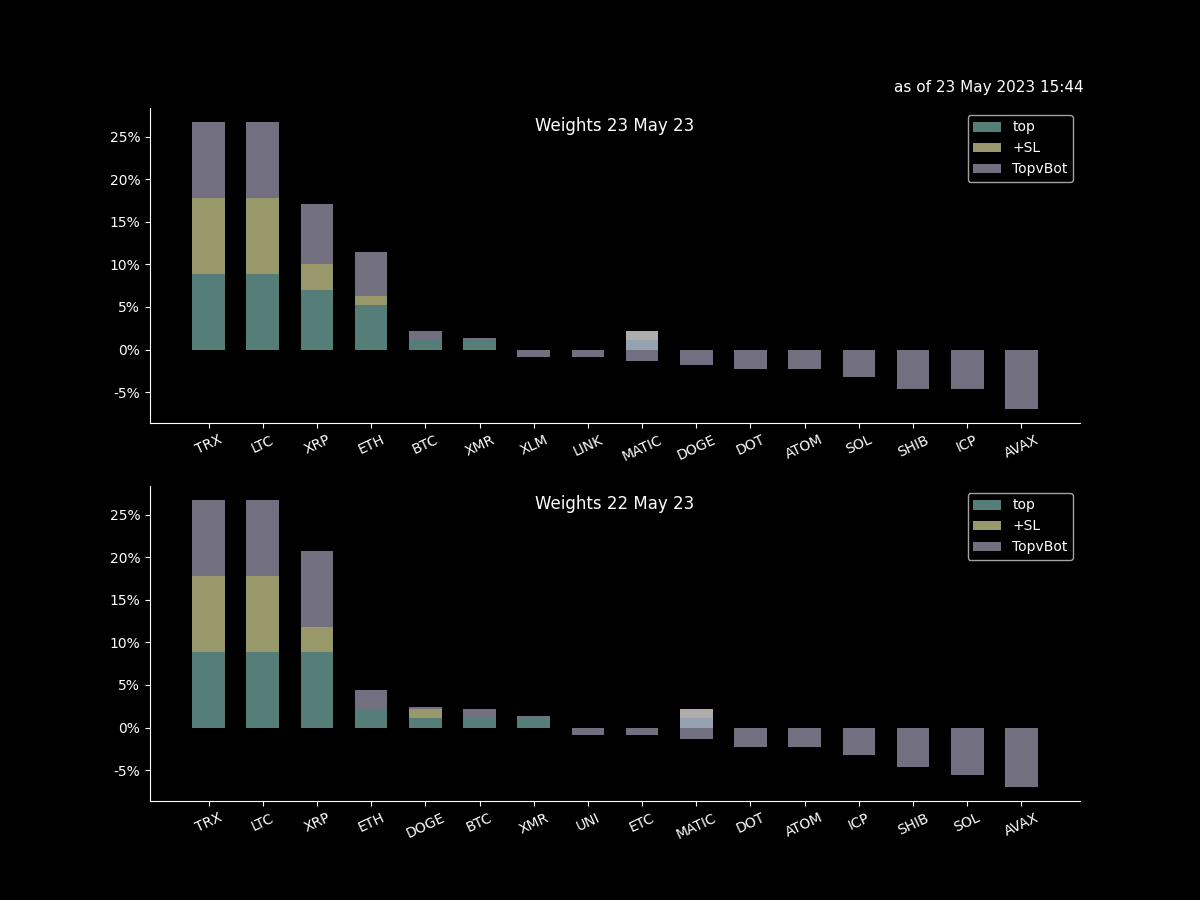 as of 23 May 2023 15:44
Weights 23 May 23
top
+SL
TopvBot
25%
20%
15%
10%
5%
0%
-5%
TRX LTC XRP ETH BTC XMR XLM LINK MATIC DOGE DOT ATOM SOL SHIB ICP AVAX
Weights 22 May 23
top
+SL
TopvBot
25%
20%
15%
10%
5%
0%
-5%
TRX LTC XRP ETH DOGE BTC XMR UNI ETC MATIC DOT ATOM ICP SHIB SOL AVAX